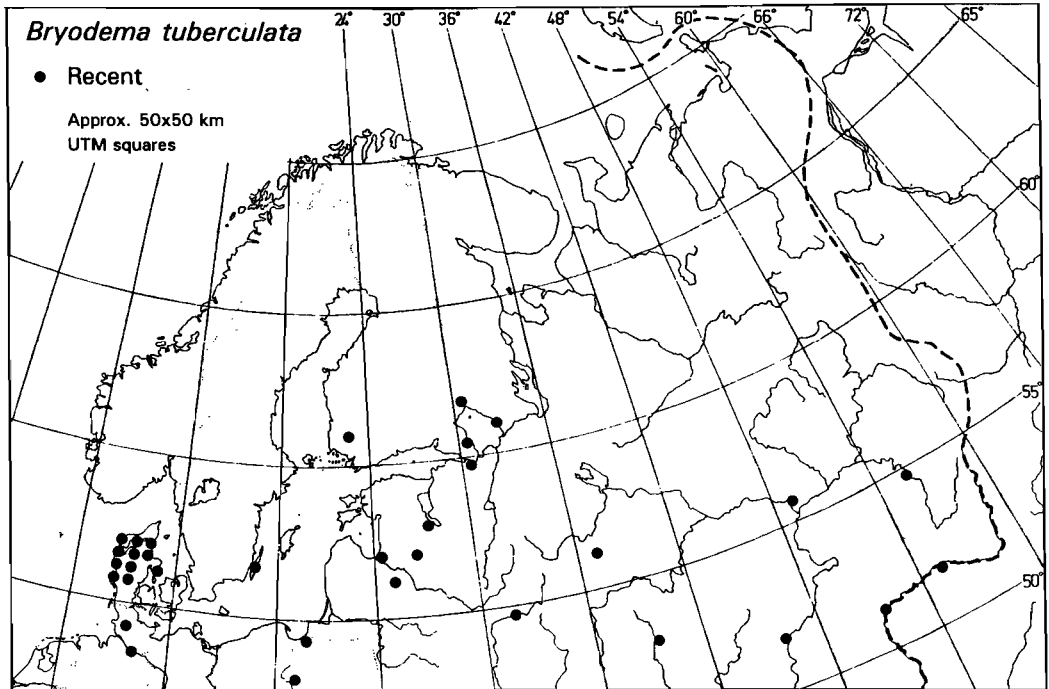 Bryodema tuberculata
● Recent
Approx. 50x50 km
UTM squares
24° 30° 36° 42° 48° 54° 60° 66° 72° 65°
60°
55°
50°